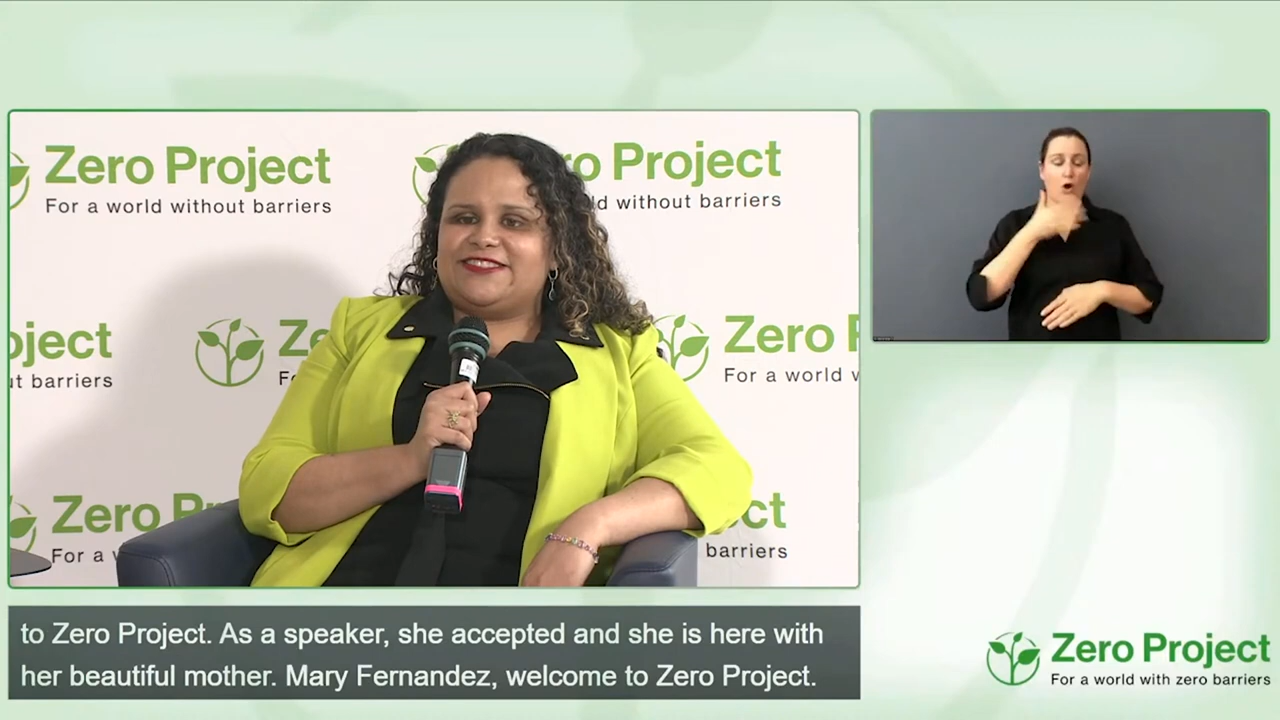 Zero Project
For a world without barriers
ro Project
ld without barriers
oject
ut barriers
Ze
Fo
Zero P
For a world w
Zero P
For a w
ct
barriers
to Zero Project. As a speaker, she accepted and she is here with
her beautiful mother. Mary Fernandez, welcome to Zero Project.
Zero Project
For a world with zero barriers